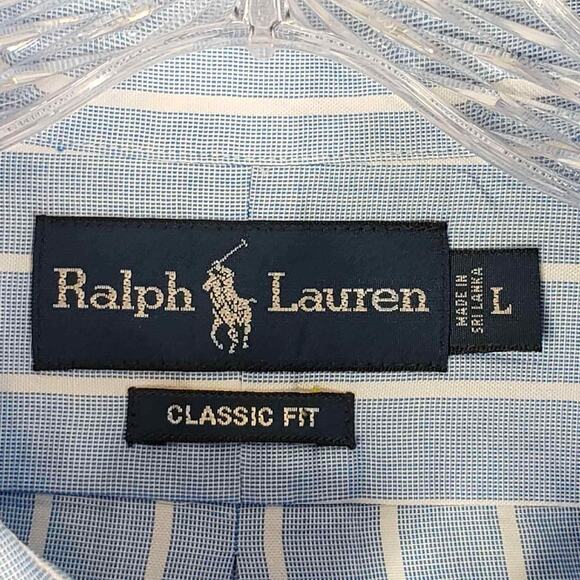 Ralph Lauren
MADE IN
SRI LANKA
L
CLASSIC FIT